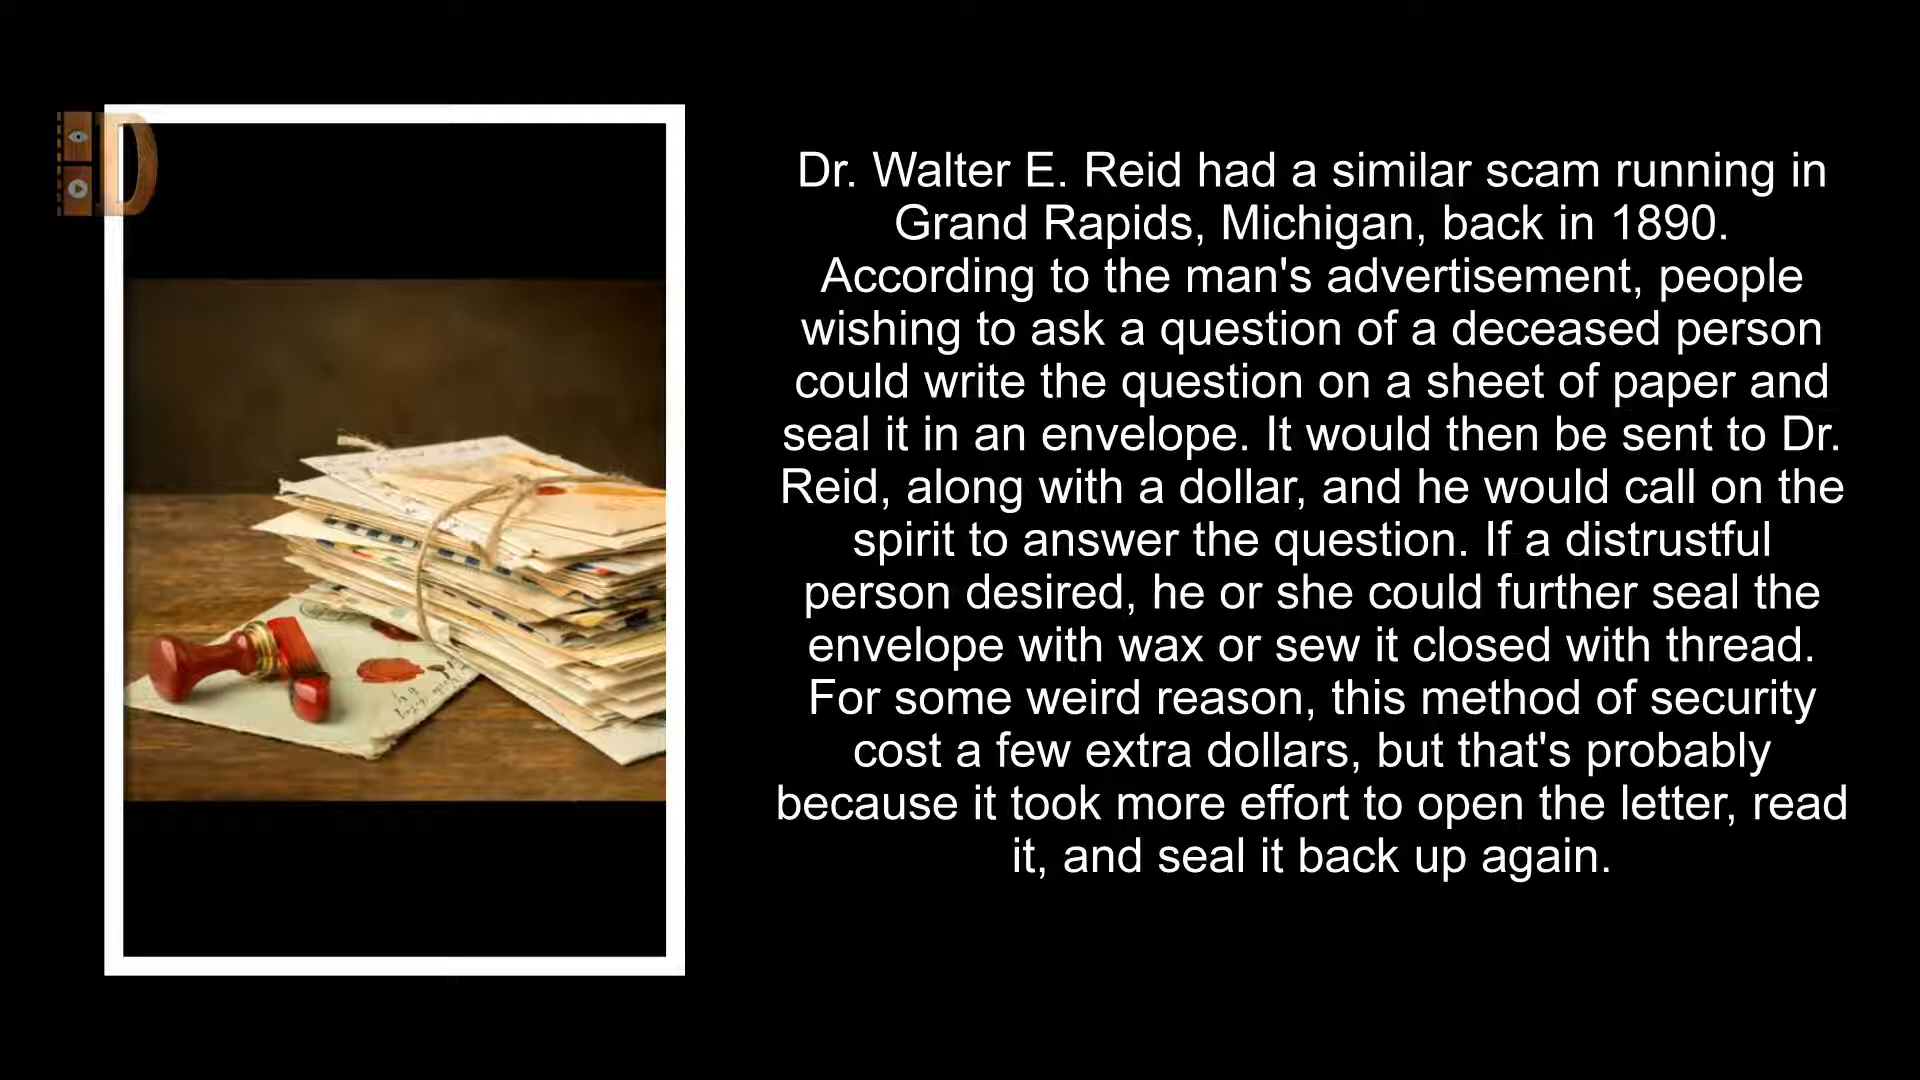 D
Dr. Walter E. Reid had a similar scam running in
Grand Rapids, Michigan, back in 1890.
According to the man's advertisement, people
wishing to ask a question of a deceased person
could write the question on a sheet of paper and
seal it in an envelope. It would then be sent to Dr.
Reid, along with a dollar, and he would call on the
spirit to answer the question. If a distrustful
person desired, he or she could further seal the
envelope with wax or sew it closed with thread.
For some weird reason, this method of security
cost a few extra dollars, but that's probably
because it took more effort to open the letter, read
it, and seal it back up again.